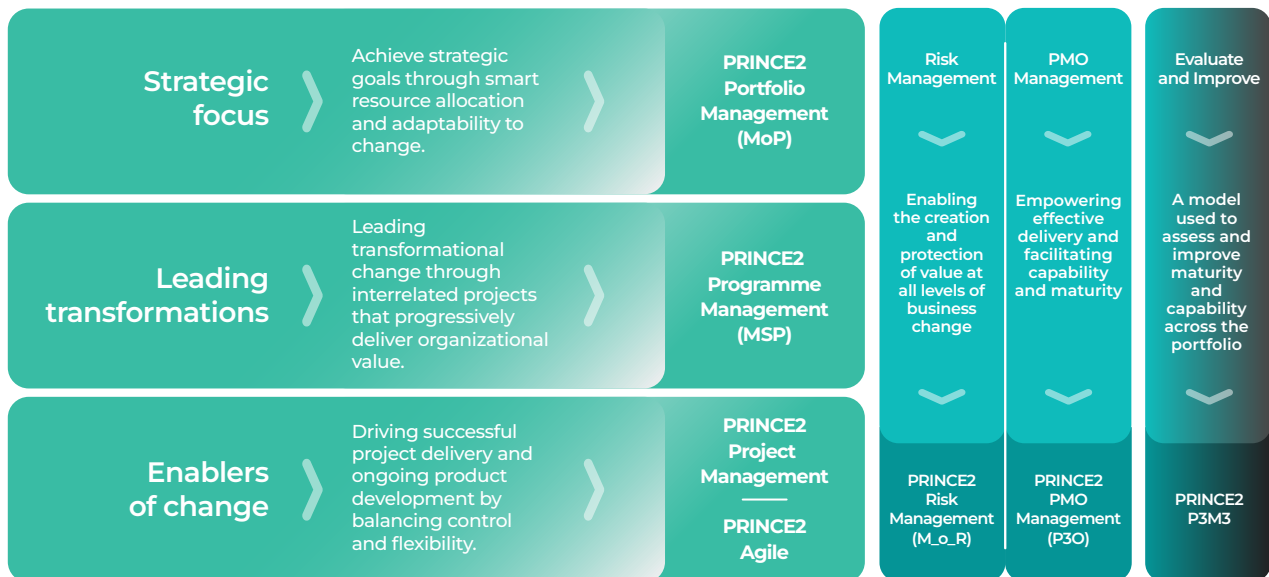 Strategic
focus
Achieve strategic
goals through smart
resource allocation
and adaptability to
change.
PRINCE2
Portfolio
Management
(MoP)
Leading
transformations
Leading
transformational
change through
interrelated projects
that progressively
deliver organizational
value.
PRINCE2
Programme
Management
(MSP)
Enablers
of change
Driving successful
project delivery and
ongoing product
development by
balancing control
and flexibility.
PRINCE2
Project
Management
PRINCE2
Agile
Risk
Management
Enabling
the creation
and
protection
of value at
all levels of
business
change
PRINCE2
Risk
Management
(M_o_R)
PMO
Management
Empowering
effective
delivery and
facilitating
capability
and maturity
PRINCE2
PMO
Management
(P3O)
Evaluate
and Improve
A model
used to
assess and
improve
maturity
and
capability
across the
portfolio
PRINCE2
P3M3